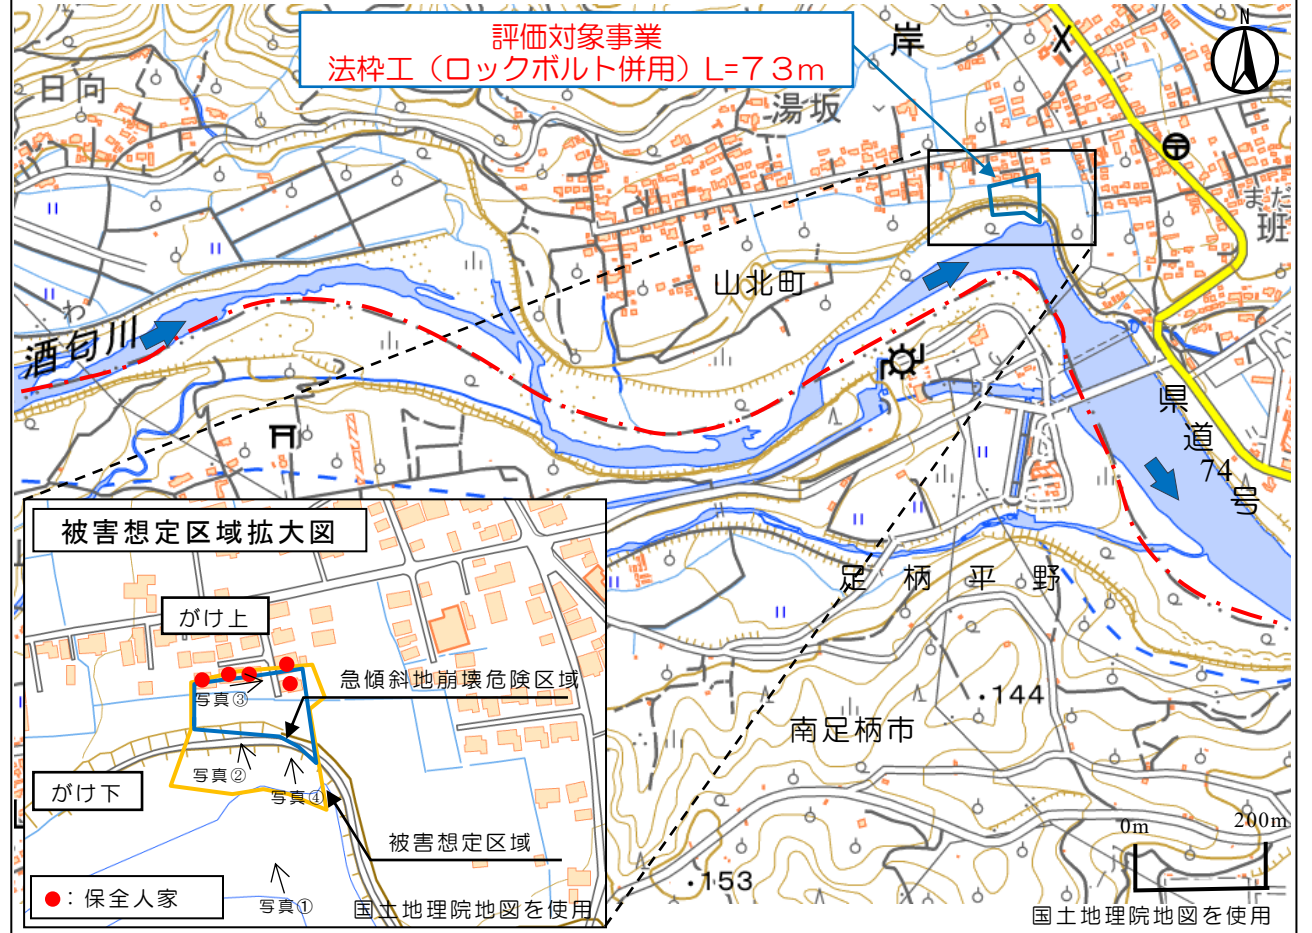 評価対象事業
法枠工（ロックボルト併用）L=73m
岸
N
日向
湯坂
まだ
班
山北町
わ
酒匂川
県道74号
足柄平野
・144
南足柄市
・153
0m
200m
国土地理院地図を使用
被害想定区域拡大図
がけ上
急傾斜地崩壊危険区域
写真③
写真②
がけ下
写真④
被害想定区域
●：保全人家
写真①
国土地理院地図を使用